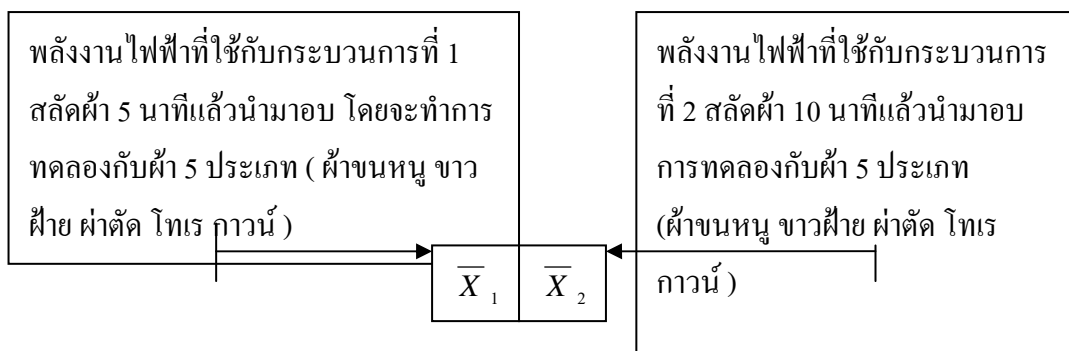 พลังงานไฟฟ้าที่ใช้กับกระบวนการที่ 1
สลัดผ้า 5 นาทีแล้วนำมาอบ โดยจะทำการ
ทดลองกับผ้า 5 ประเภท ( ผ้าขนหนู ขาว
ฝ้าย ผ่าตัด โทเร กาวน์ )
พลังงานไฟฟ้าที่ใช้กับกระบวนการ
ที่ 2 สลัดผ้า 10 นาทีแล้วนำมาอบ
การทดลองกับผ้า 5 ประเภท
(ผ้าขนหนู ขาวฝ้าย ผ่าตัด โทเร
กาวน์ )
X̅ 1 X̅ 2